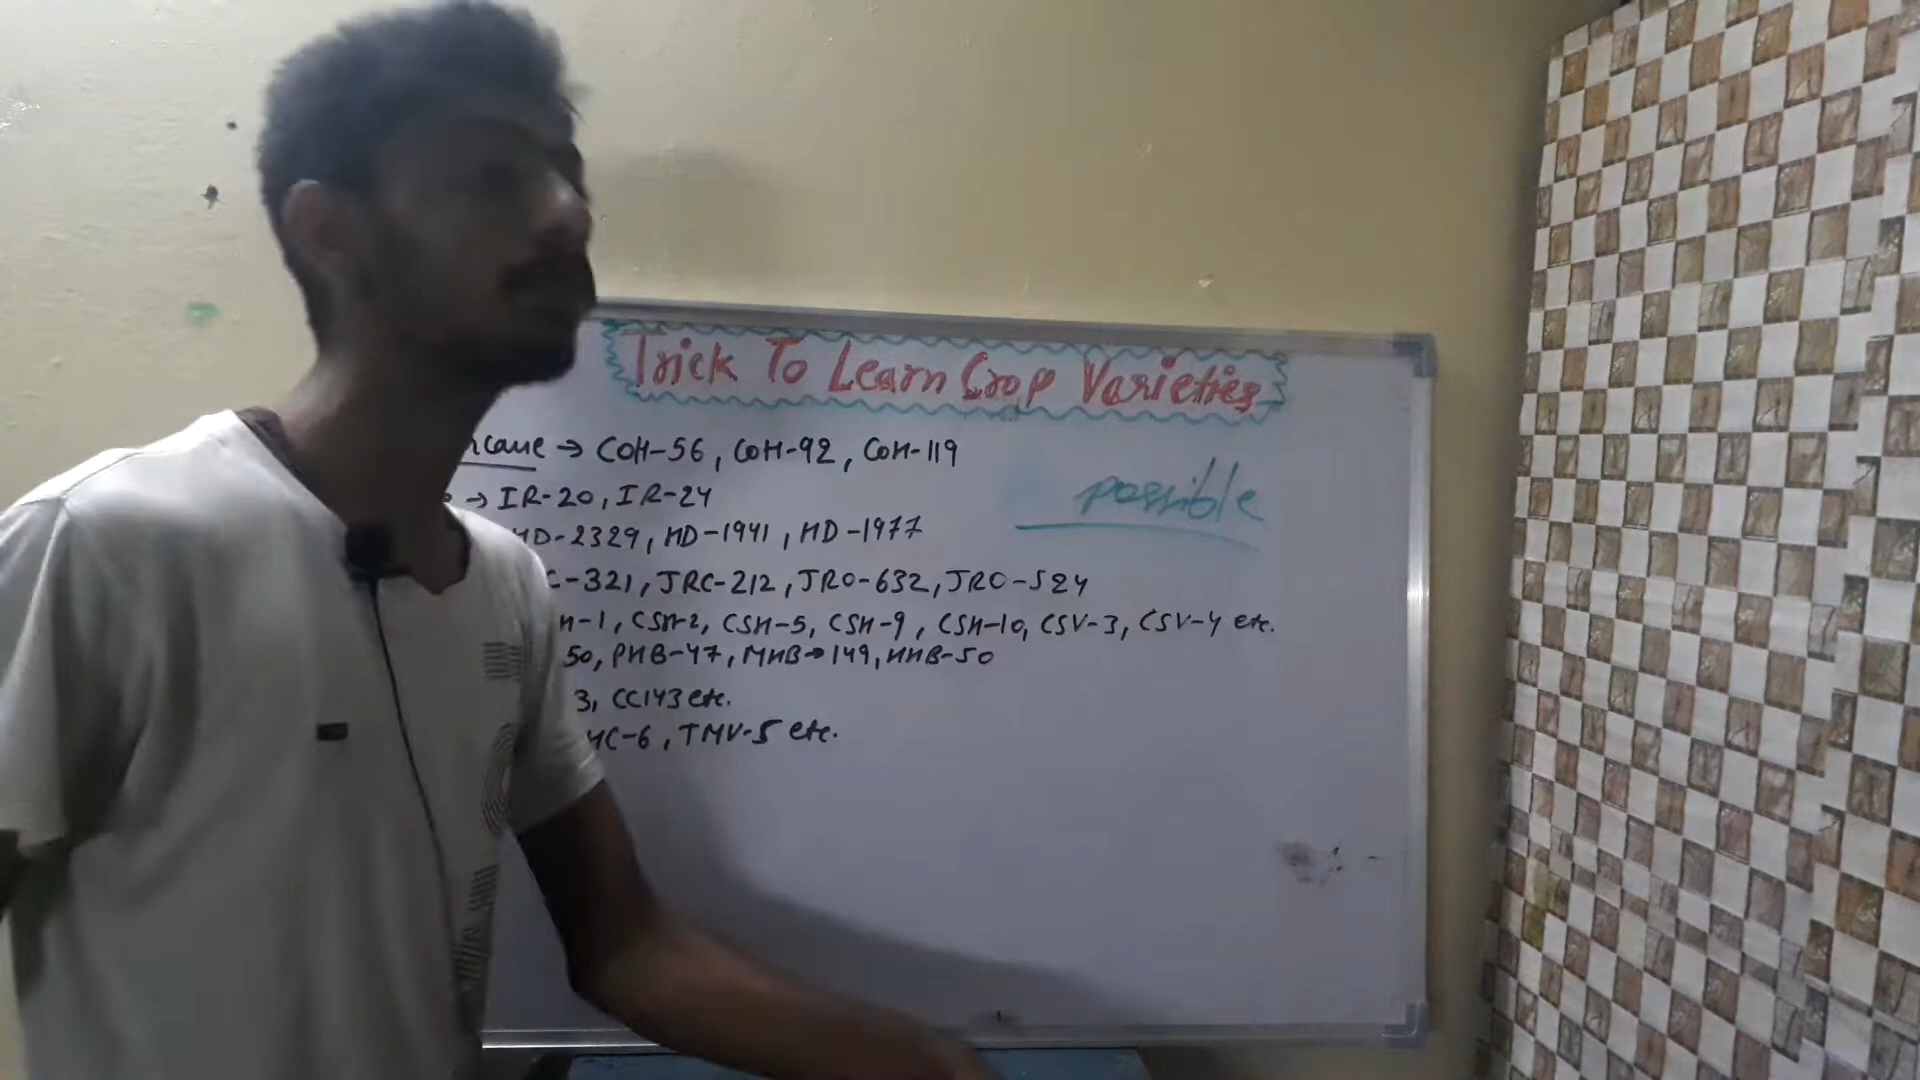 Trick To Learn Crop Varieties
ncane → COH-56, COH-92, COH-119
→ IR-20, IR-24
HD-2329, HD-1941, HD-1977
C-321, JRC-212, JRO-632, JRO-524
H-1, CSH-2, CSH-5, CSH-9, CSH-10, CSV-3, CSV-4 etc.
50, PHB-47, MHB→149, HHB-50
3, CC143 etc.
MC-6, TMV-5 etc.
possible